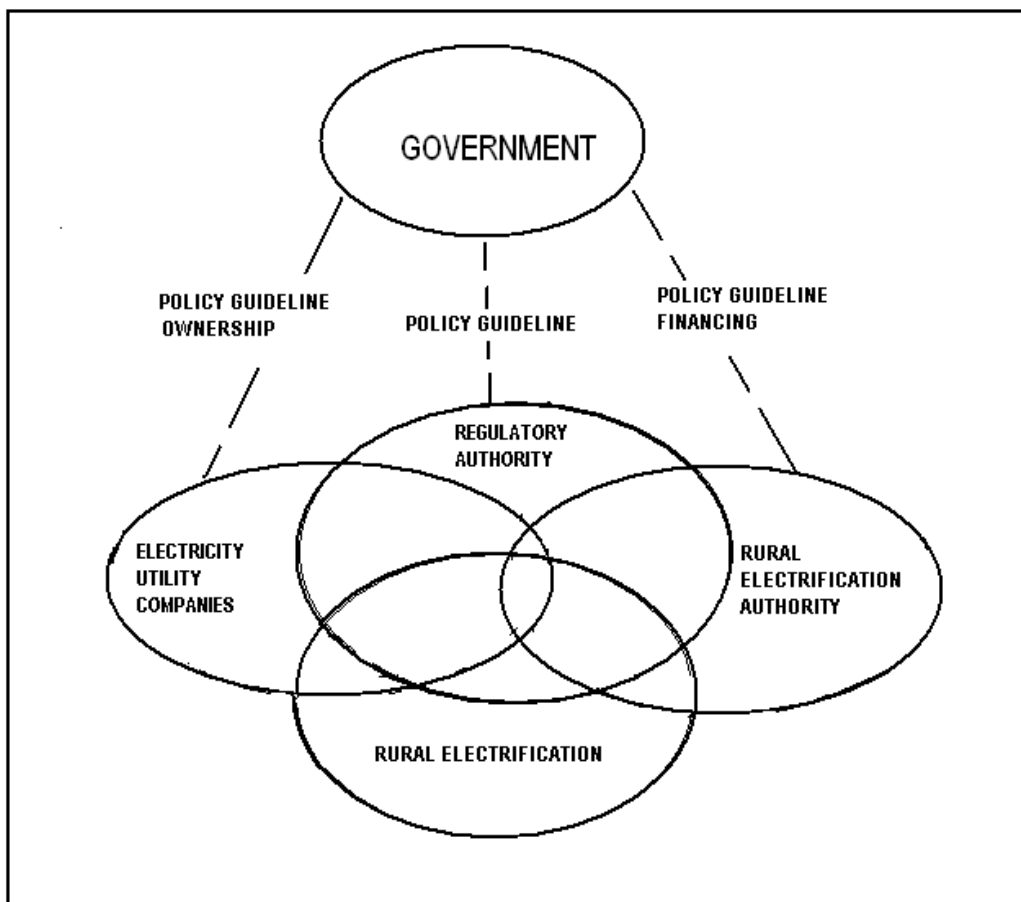 GOVERNMENT
POLICY GUIDELINE
OWNERSHIP
POLICY GUIDELINE
POLICY GUIDELINE
FINANCING
REGULATORY
AUTHORITY
ELECTRICITY
UTILITY
COMPANIES
RURAL
ELECTRIFICATION
AUTHORITY
RURAL ELECTRIFICATION